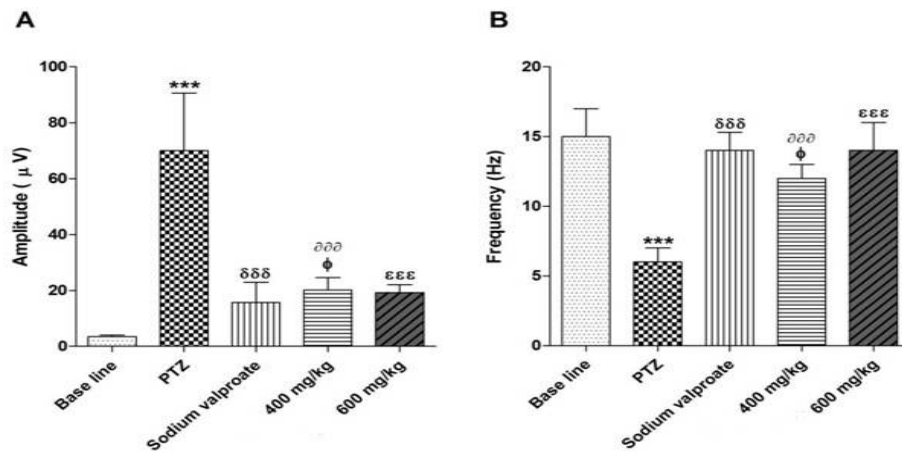 A
Amplitude ( μ V)
100
80
60
40
20
0
***
δδδ
∂∂∂
ϕ
εεε
Base line
PTZ
Sodium valproate
400 mg/kg
600 mg/kg
B
Frequency (Hz)
20
15
10
5
0
***
δδδ
∂∂∂
ϕ
εεε
Base line
PTZ
Sodium valproate
400 mg/kg
600 mg/kg